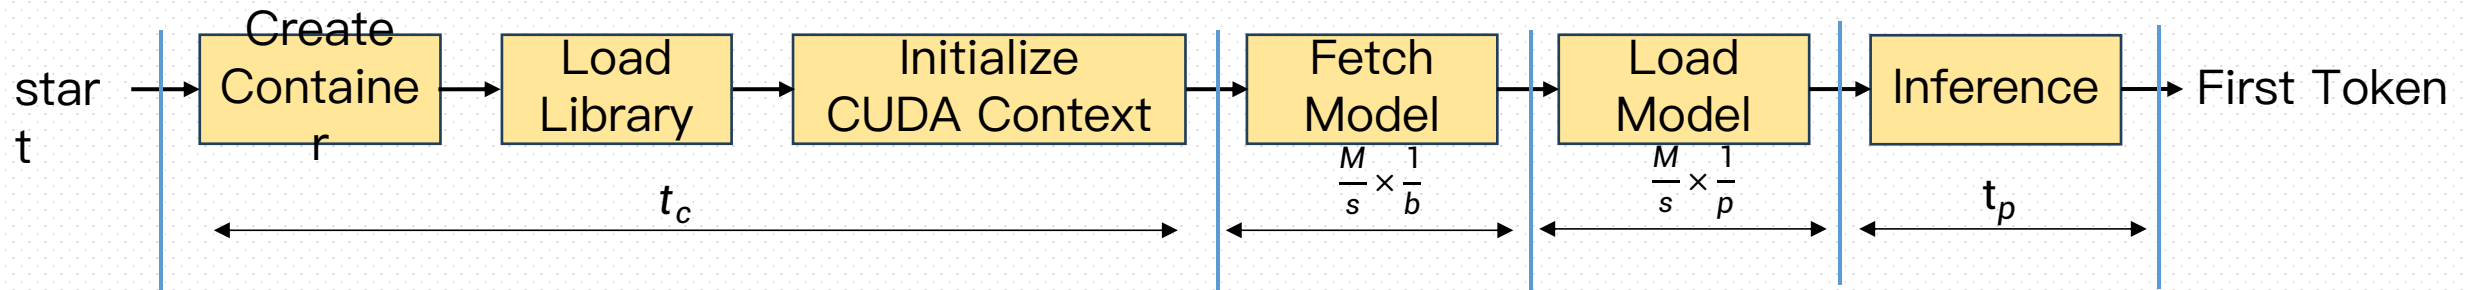 star
t
Create
Containe
r
Load
Library
Initialize
CUDA Context
Fetch
Model
Load
Model
Inference
First Token
t_c
M/s × 1/b
M/s × 1/p
t_p